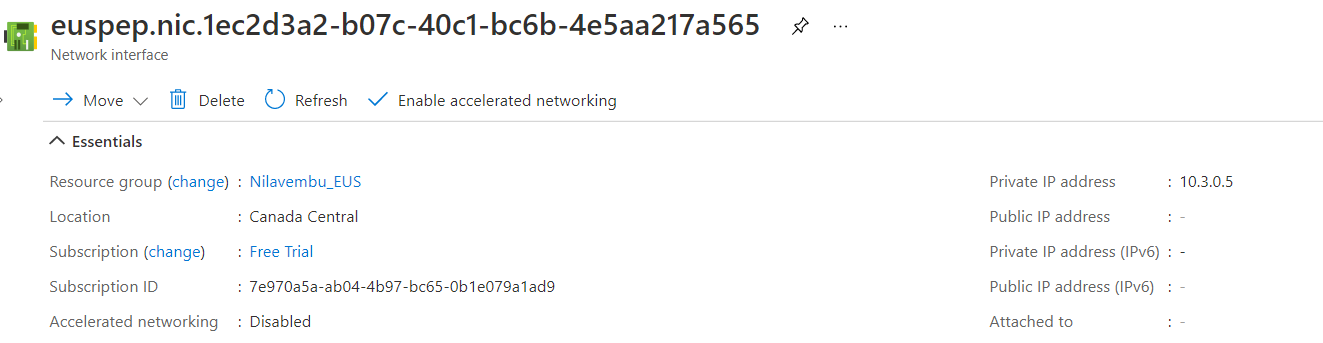 euspep.nic.1ec2d3a2-b07c-40c1-bc6b-4e5aa217a565
Network interface
Move Delete Refresh Enable accelerated networking
Essentials
Resource group (change) : Nilavembu_EUS
Location : Canada Central
Subscription (change) : Free Trial
Subscription ID : 7e970a5a-ab04-4b97-bc65-0b1e079a1ad9
Accelerated networking : Disabled
Private IP address : 10.3.0.5
Public IP address : -
Private IP address (IPv6) : -
Public IP address (IPv6) : -
Attached to : -